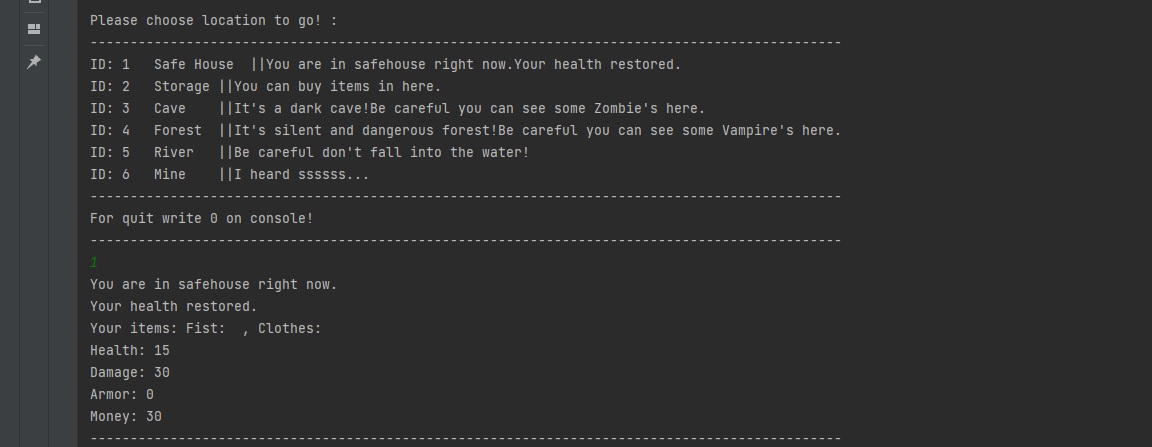 Please choose location to go! :
----------------------------------------------------------------------------------------------
ID: 1   Safe House  ||You are in safehouse right now.Your health restored.
ID: 2   Storage ||You can buy items in here.
ID: 3   Cave    ||It's a dark cave!Be careful you can see some Zombie's here.
ID: 4   Forest  ||It's silent and dangerous forest!Be careful you can see some Vampire's here.
ID: 5   River   ||Be careful don't fall into the water!
ID: 6   Mine    ||I heard ssssss...
----------------------------------------------------------------------------------------------
For quit write 0 on console!
----------------------------------------------------------------------------------------------
1
You are in safehouse right now.
Your health restored.
Your items: Fist:  , Clothes:
Health: 15
Damage: 30
Armor: 0
Money: 30
----------------------------------------------------------------------------------------------